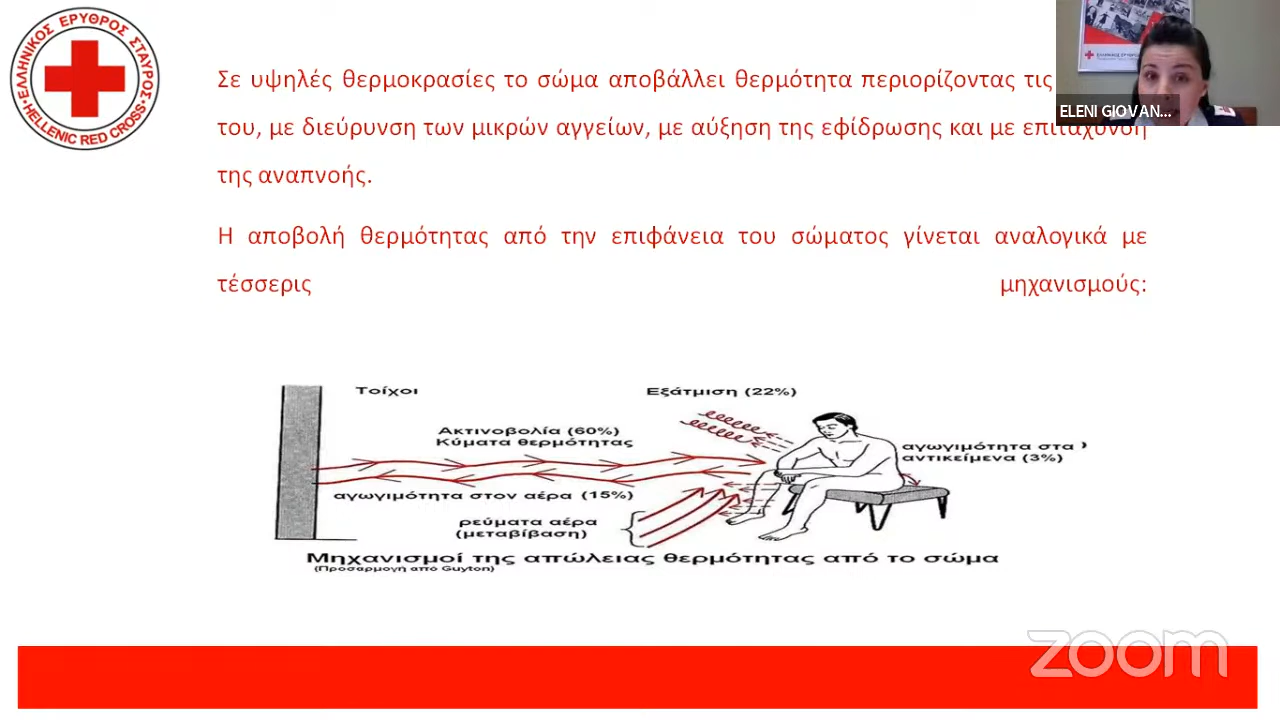 ΕΛΛΗΝΙΚΟΣ ΕΡΥΘΡΟΣ ΣΤΑΥΡΟΣ
HELLENIC RED CROSS
Σε υψηλές θερμοκρασίες το σώμα αποβάλλει θερμότητα περιορίζοντας τις
του, με διεύρυνση των μικρών αγγείων, με αύξηση της εφίδρωσης και με επιτάχυνση
της αναπνοής.
Η αποβολή θερμότητας από την επιφάνεια του σώματος γίνεται αναλογικά με
τέσσερις μηχανισμούς:
ELENI GIOVAN...
Τοίχοι
Εξάτμιση (22%)
Ακτινοβολία (60%)
Κύματα θερμότητας
αγωγιμότητα στα
αντικείμενα (3%)
αγωγιμότητα στον αέρα (15%)
ρεύματα αέρα
(μεταβίβαση)
Μηχανισμοί της απώλειας θερμότητας από το σώμα
(Προσαρμογή από Guyton)
zoom